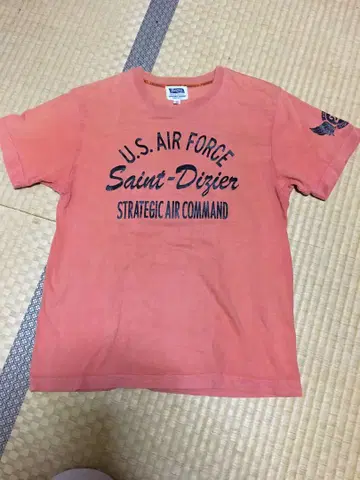 U.S. AIR FORCE
Saint-Dizier
STRATEGIC AIR COMMAND